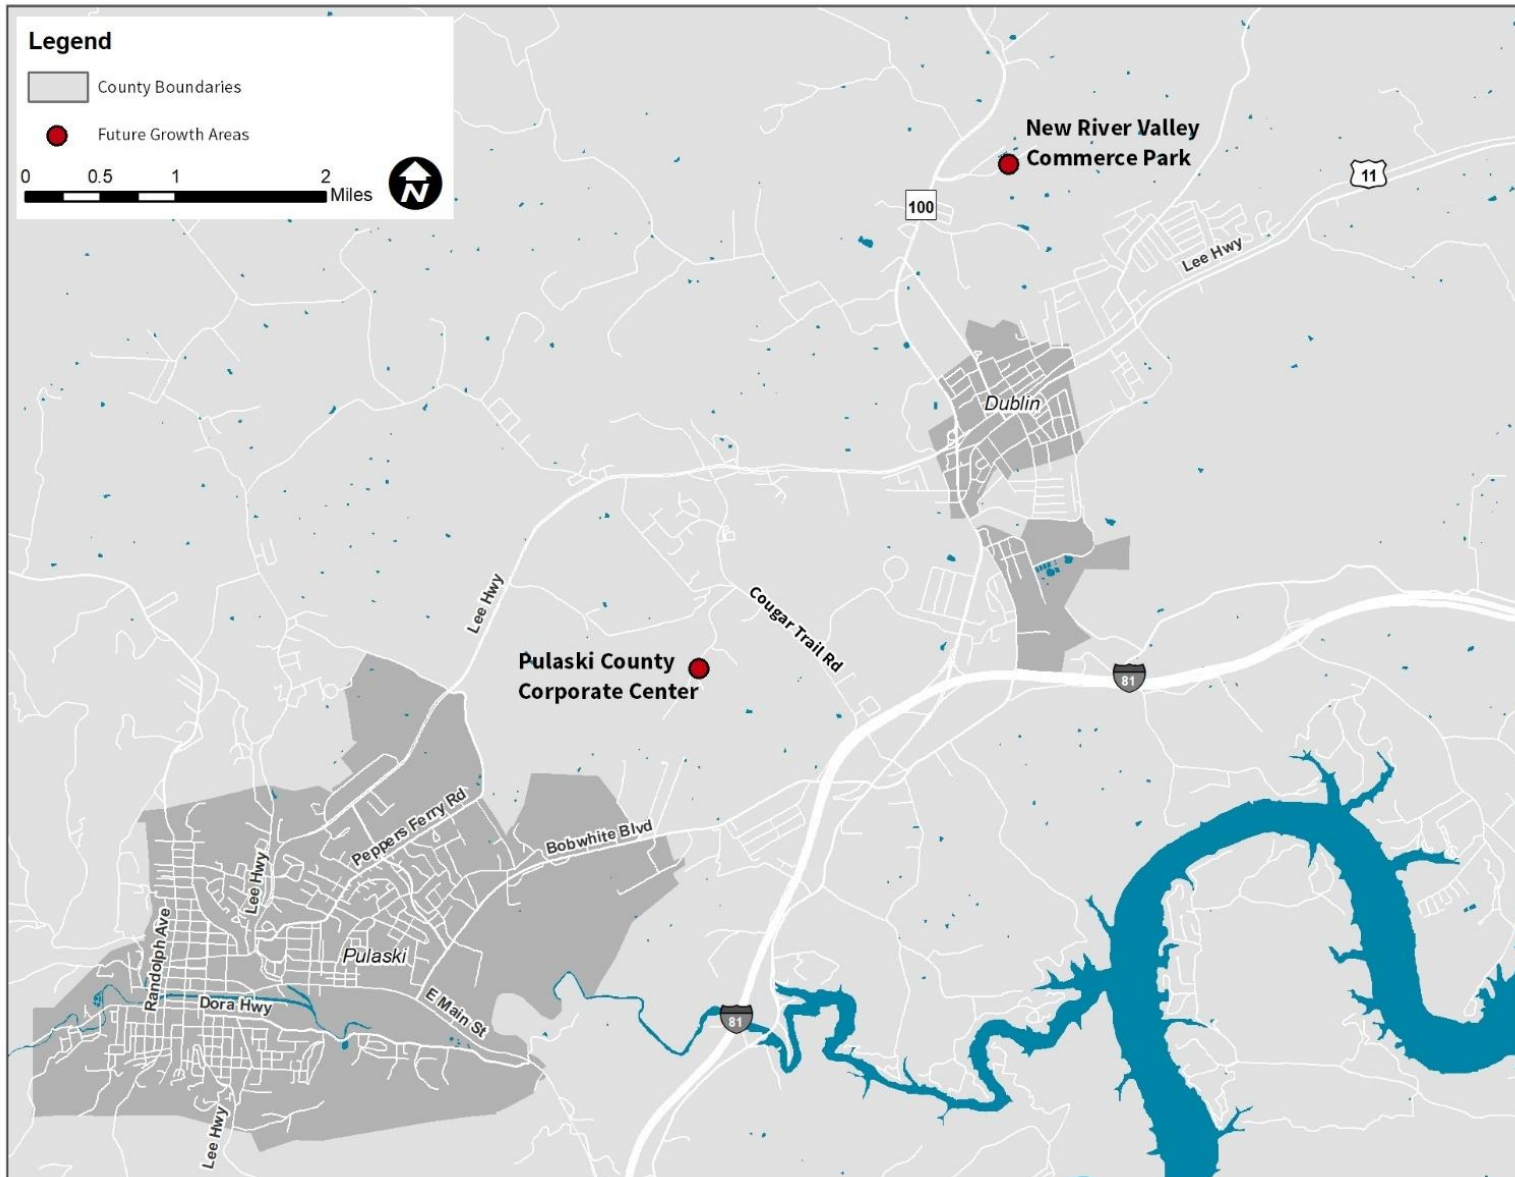 Legend
County Boundaries
Future Growth Areas
0 0.5 1 2
Miles
N
New River Valley
Commerce Park
11
100
Lee Hwy
Dublin
Lee Hwy
Cougar Trail Rd
Pulaski County
Corporate Center
81
Peppers Ferry Rd
Bobwhite Blvd
Lee Hwy
Randolph Ave
Pulaski
Dora Hwy
E Main St
81
Lee Hwy